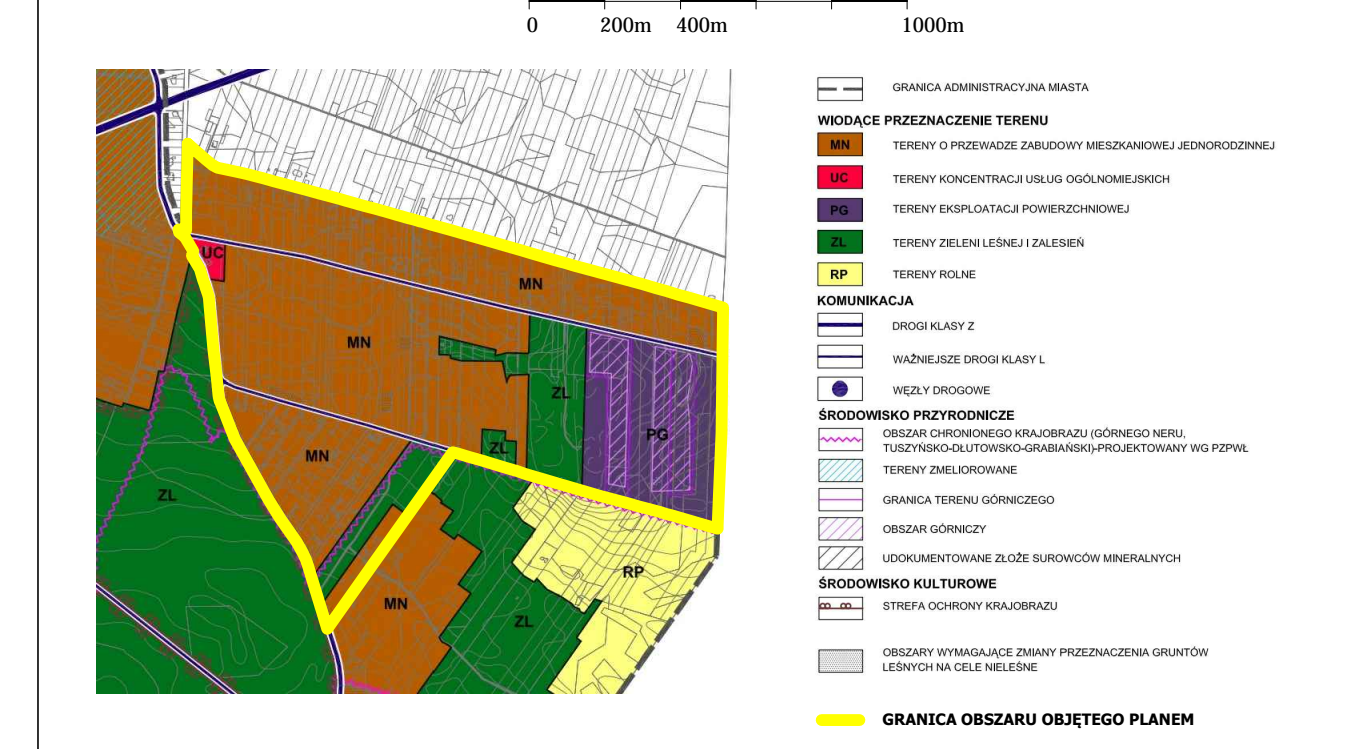 0 200m 400m 1000m
GRANICA ADMINISTRACYJNA MIASTA
WIODĄCE PRZEZNACZENIE TERENU
MN TERENY O PRZEWADZE ZABUDOWY MIESZKANIOWEJ JEDNORODZINNEJ
UC TERENY KONCENTRACJI USŁUG OGÓLNOMIEJSKICH
PG TERENY EKSPLOATACJI POWIERZCHNIOWEJ
ZL TERENY ZIELENI LEŚNEJ I ZALESIEŃ
RP TERENY ROLNE
KOMUNIKACJA
DROGI KLASY Z
WAŻNIEJSZE DROGI KLASY L
WĘZŁY DROGOWE
ŚRODOWISKO PRZYRODNICZE
OBSZAR CHRONIONEGO KRAJOBRAZU (GÓRNEGO NERU,
TUSZYŃSKO-DŁUTOWSKO-GRABIAŃSKI)-PROJEKTOWANY WG PZPWŁ
TERENY ZMELIOROWANE
GRANICA TERENU GÓRNICZEGO
OBSZAR GÓRNICZY
UDOKUMENTOWANE ZŁOŻE SUROWCÓW MINERALNYCH
ŚRODOWISKO KULTUROWE
STREFA OCHRONY KRAJOBRAZU
OBSZARY WYMAGAJĄCE ZMIANY PRZEZNACZENIA GRUNTÓW
LEŚNYCH NA CELE NIELEŚNE
GRANICA OBSZARU OBJĘTEGO PLANEM
UC
MN
MN
ZL
PG
ZL
MN
ZL
RP
MN
ZL